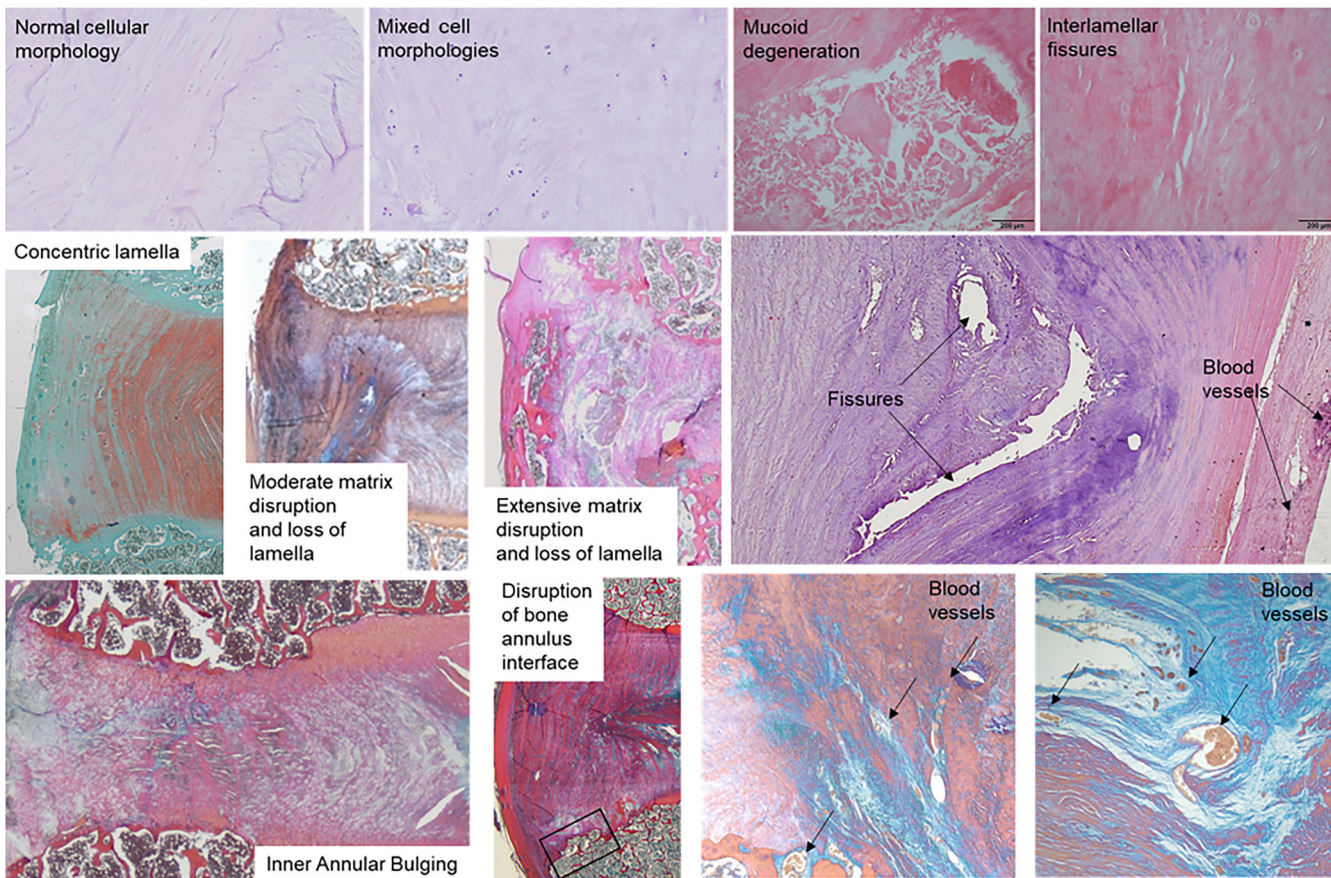 Normal cellular
morphology
Mixed cell
morphologies
Mucoid
degeneration
200 µm
Interlamellar
fissures
200 µm
Concentric lamella
Moderate matrix
disruption
and loss of
lamella
Extensive matrix
disruption
and loss of lamella
Fissures
Blood
vessels
Inner Annular Bulging
Disruption
of bone
annulus
interface
Blood
vessels
Blood
vessels